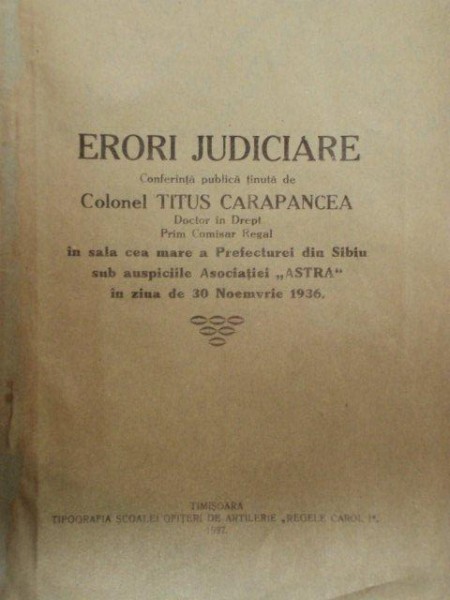 ERORI JUDICIARE
Conferință publică ținută de
Colonel TITUS CARAPANCEA
Doctor în Drept
Prim Comisar Regal
în sala cea mare a Prefecturei din Sibiu
sub auspiciile Asociației „ASTRA“
în ziua de 30 Noemvrie 1936.
TIMIȘOARA
TIPOGRAFIA ȘCOALEI OFIȚERI DE ARTILERIE „REGELE CAROL I“.
1937.